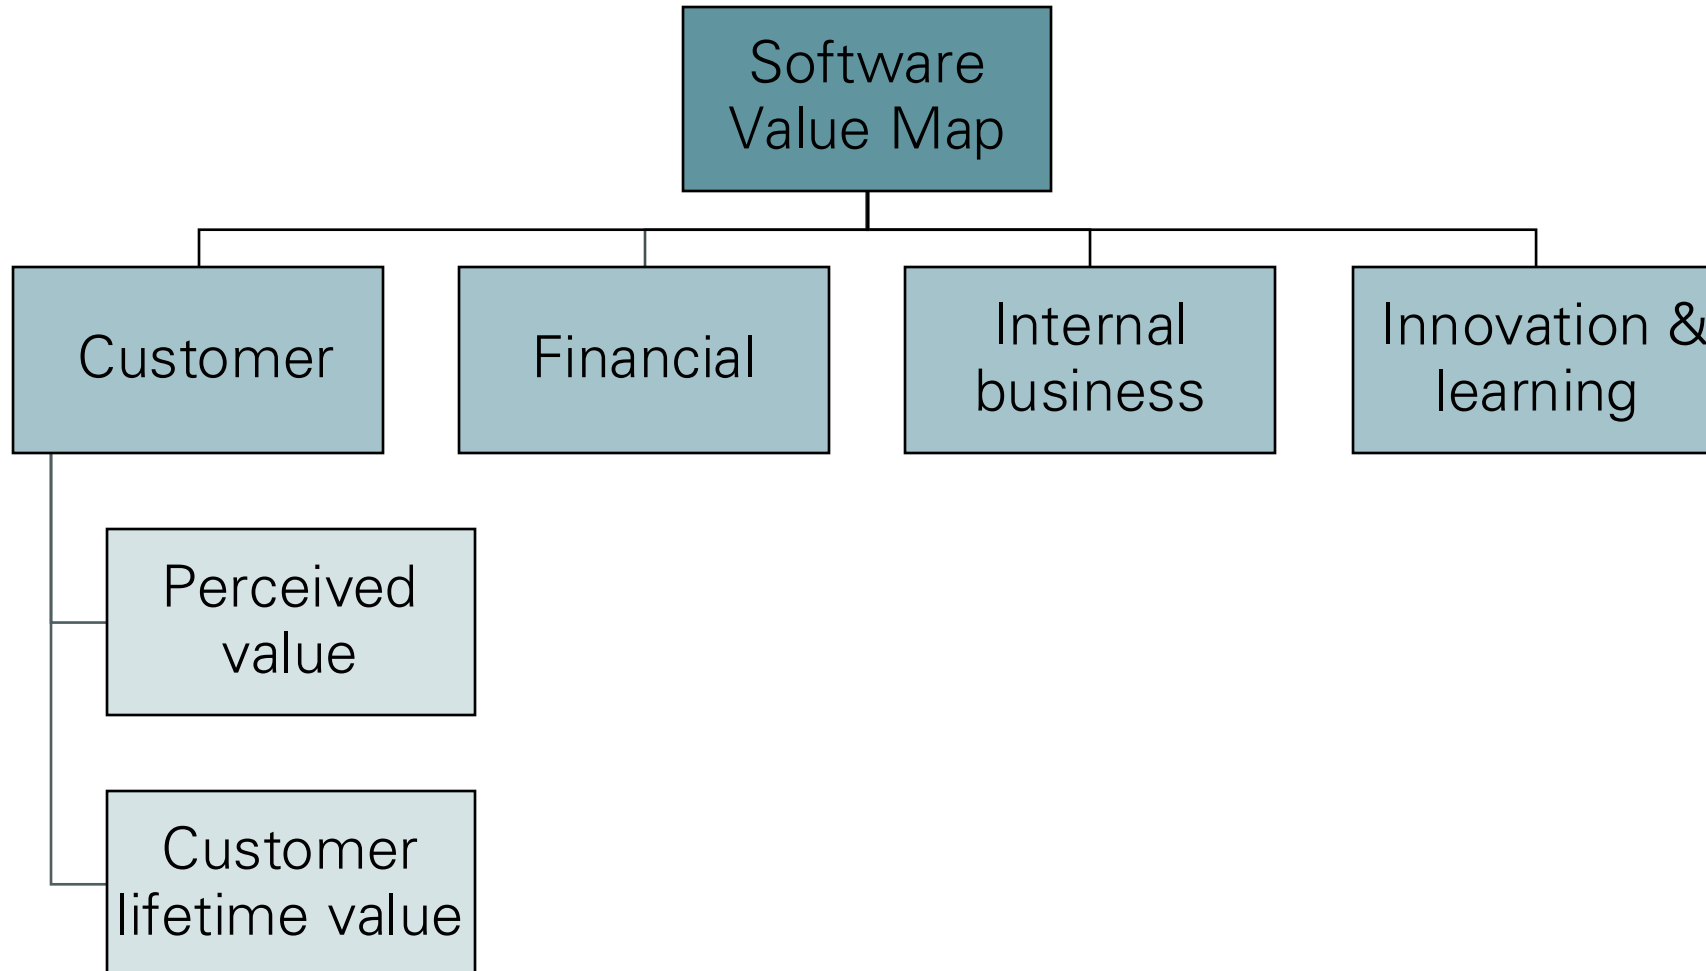 Software
Value Map
Customer
Financial
Internal
business
Innovation &
learning
Perceived
value
Customer
lifetime value